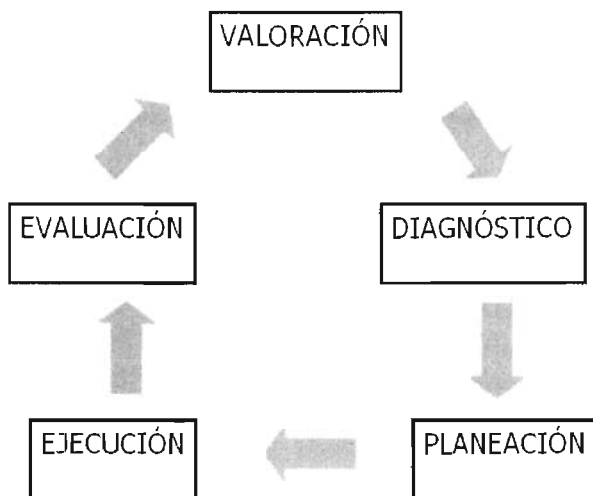 VALORACIÓN
DIAGNÓSTICO
PLANEACIÓN
EJECUCIÓN
EVALUACIÓN